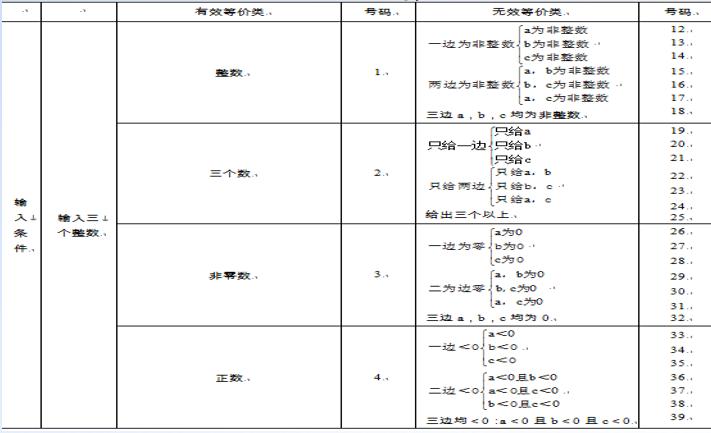 有效等价类 号码 无效等价类 号码
输入条件
输入三个整数
整数 1
一边为非整数
a为非整数 12
b为非整数 13
c为非整数 14
两边为非整数
a,b为非整数 15
b,c为非整数 16
a,c为非整数 17
三边a,b,c均为非整数 18
三个数 2
只给一边
只给a 19
只给b 20
只给c 21
只给两边
只给a,b 22
只给b,c 23
只给a,c 24
给出三个以上 25
非零数 3
一边为零
a为0 26
b为0 27
c为0 28
二为边零
a,b为0 29
b,c为0 30
a,c为0 31
三边a,b,c均为0 32
正数 4
一边<0
a<0 33
b<0 34
c<0 35
二边<0
a<0且b<0 36
a<0且c<0 37
b<0且c<0 38
三边均<0:a<0且b<0且c<0 39